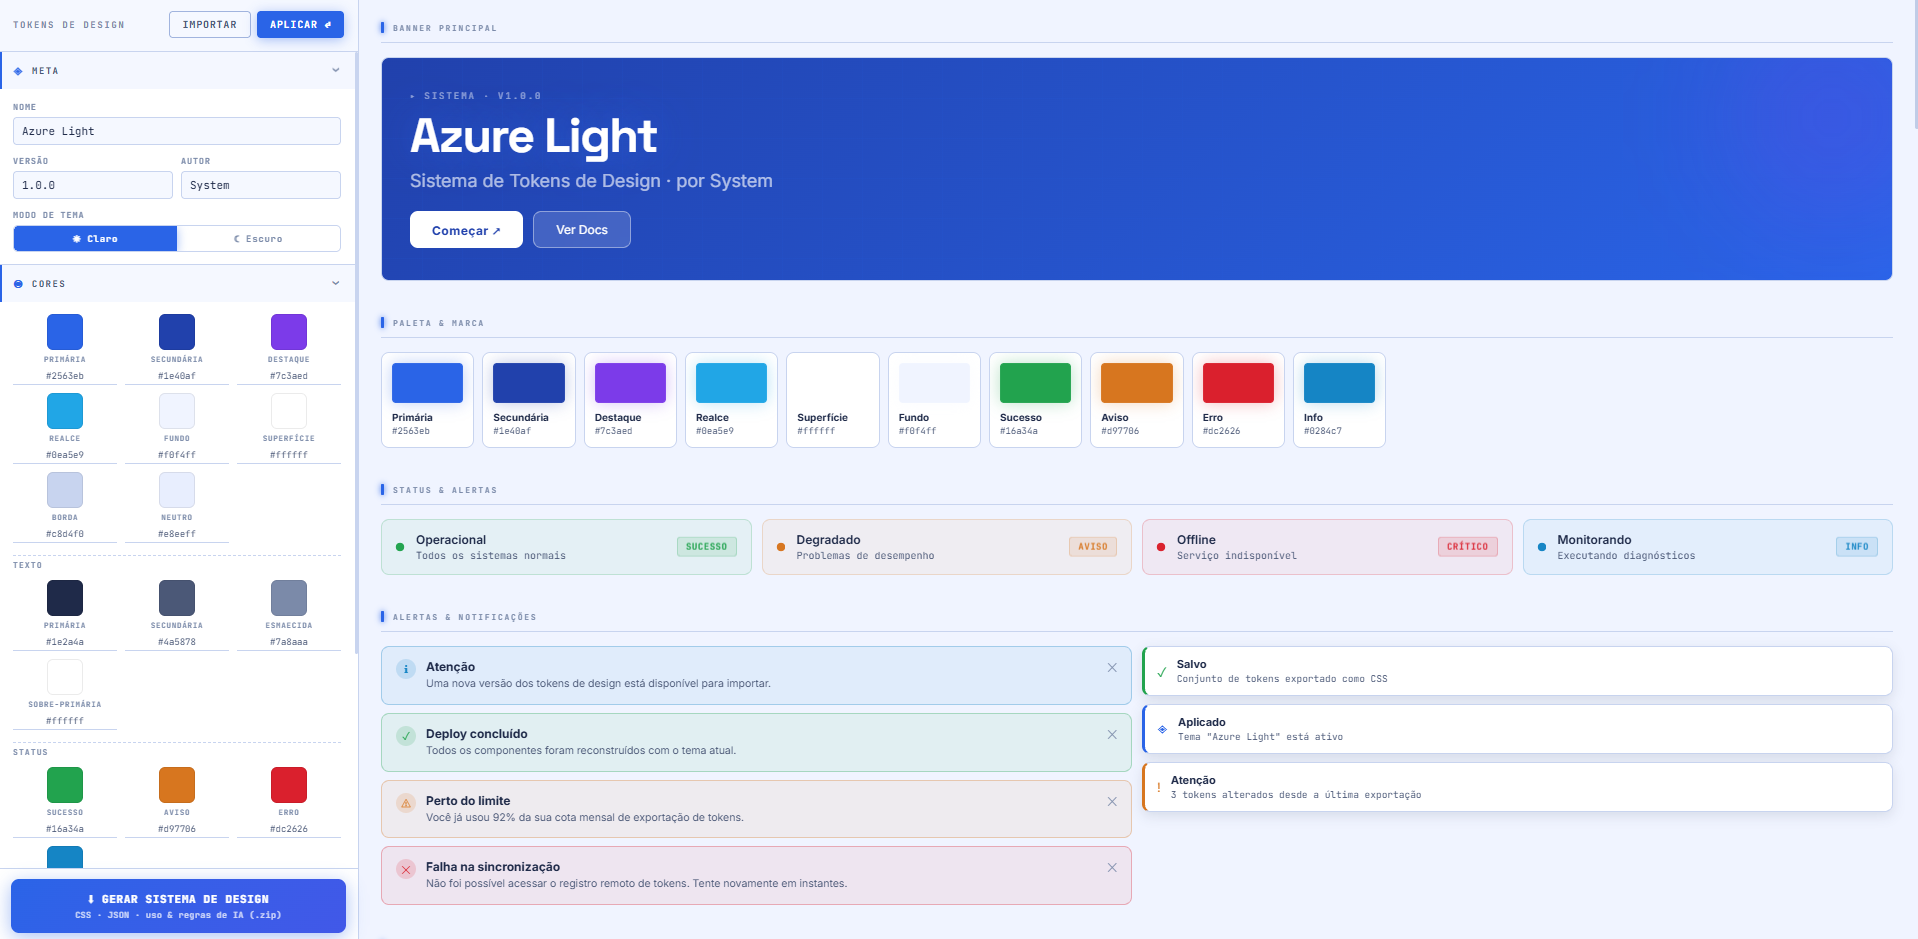 TOKENS DE DESIGN
IMPORTAR
APLICAR
META
NOME
Azure Light
VERSÃO
AUTOR
1.0.0
System
MODO DE TEMA
Claro
Escuro
CORES
PRIMÁRIA
SECUNDÁRIA
DESTAQUE
#2563eb
#1e40af
#7c3aed
REALCE
FUNDO
SUPERFÍCIE
#0ea5e9
#f0f4ff
#ffffff
BORDA
NEUTRO
#c8d4f0
#e8eeff
TEXTO
PRIMÁRIA
SECUNDÁRIA
ESMAECIDA
#1e2a4a
#4a5878
#7a8aaa
SOBRE-PRIMÁRIA
#ffffff
STATUS
SUCESSO
AVISO
ERRO
#16a34a
#d97706
#dc2626
⬇ GERAR SISTEMA DE DESIGN
CSS · JSON · uso & regras de IA (.zip)
BANNER PRINCIPAL
▸ SISTEMA · V1.0.0
Azure Light
Sistema de Tokens de Design · por System
Começar ↗
Ver Docs
PALETA & MARCA
Primária
#2563eb
Secundária
#1e40af
Destaque
#7c3aed
Realce
#0ea5e9
Superfície
#ffffff
Fundo
#f0f4ff
Sucesso
#16a34a
Aviso
#d97706
Erro
#dc2626
Info
#0284c7
STATUS & ALERTAS
Operacional
Todos os sistemas normais
SUCESSO
Degradado
Problemas de desempenho
AVISO
Offline
Serviço indisponível
CRÍTICO
Monitorando
Executando diagnósticos
INFO
ALERTAS & NOTIFICAÇÕES
Atenção
Uma nova versão dos tokens de design está disponível para importar.
Deploy concluído
Todos os componentes foram reconstruídos com o tema atual.
Perto do limite
Você já usou 92% da sua cota mensal de exportação de tokens.
Falha na sincronização
Não foi possível acessar o registro remoto de tokens. Tente novamente em instantes.
Salvo
Conjunto de tokens exportado como CSS
Aplicado
Tema “Azure Light” está ativo
Atenção
3 tokens alterados desde a última exportação